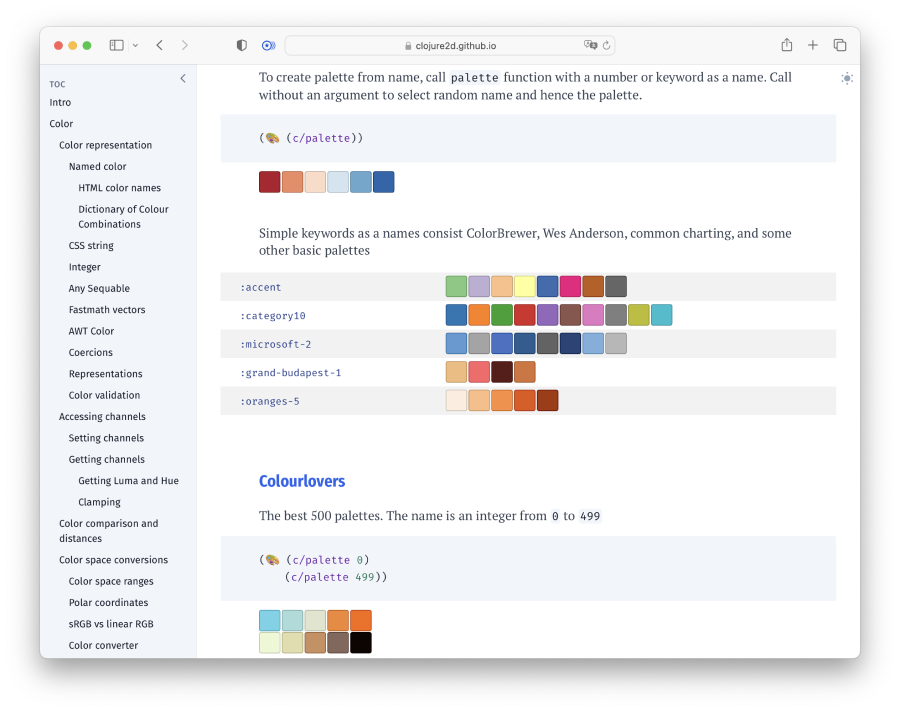 clojure2d.github.io
TOC
Intro
Color
Color representation
Named color
HTML color names
Dictionary of Colour
Combinations
CSS string
Integer
Any Sequable
Fastmath vectors
AWT Color
Coercions
Representations
Color validation
Accessing channels
Setting channels
Getting channels
Getting Luma and Hue
Clamping
Color comparison and
distances
Color space conversions
Color space ranges
Polar coordinates
sRGB vs linear RGB
Color converter
To create palette from name, call palette function with a number or keyword as a name. Call
without an argument to select random name and hence the palette.
(🎨 (c/palette))
Simple keywords as a names consist ColorBrewer, Wes Anderson, common charting, and some
other basic palettes
:accent
:category10
:microsoft-2
:grand-budapest-1
:oranges-5
Colourlovers
The best 500 palettes. The name is an integer from 0 to 499
(🎨 (c/palette 0)
(c/palette 499))